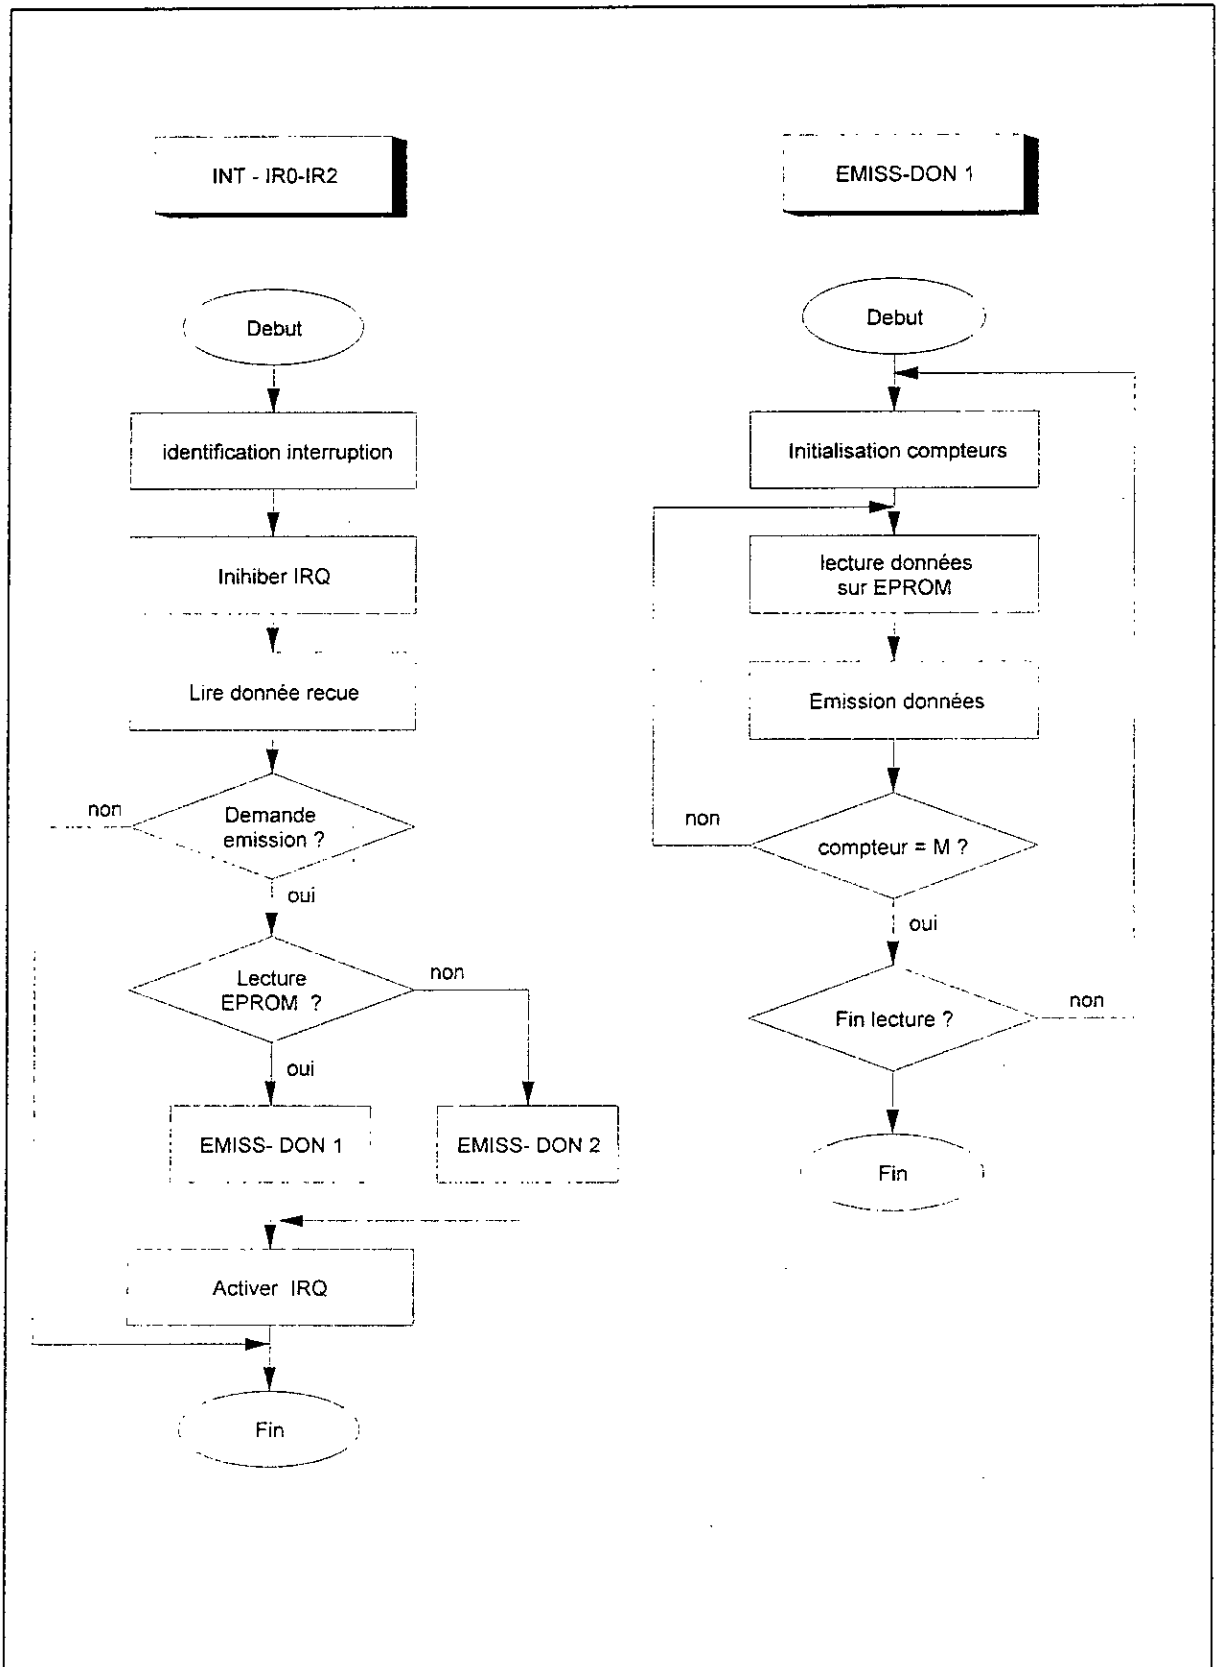 INT - IR0-IR2
Debut
identification interruption
Inihiber IRQ
Lire donnée recue
Demande
emission ?
non
oui
Lecture
EPROM ?
non
oui
EMISS- DON 1
EMISS- DON 2
Activer IRQ
Fin
EMISS-DON 1
Debut
Initialisation compteurs
lecture données
sur EPROM
Emission données
compteur = M ?
non
oui
Fin lecture ?
non
Fin